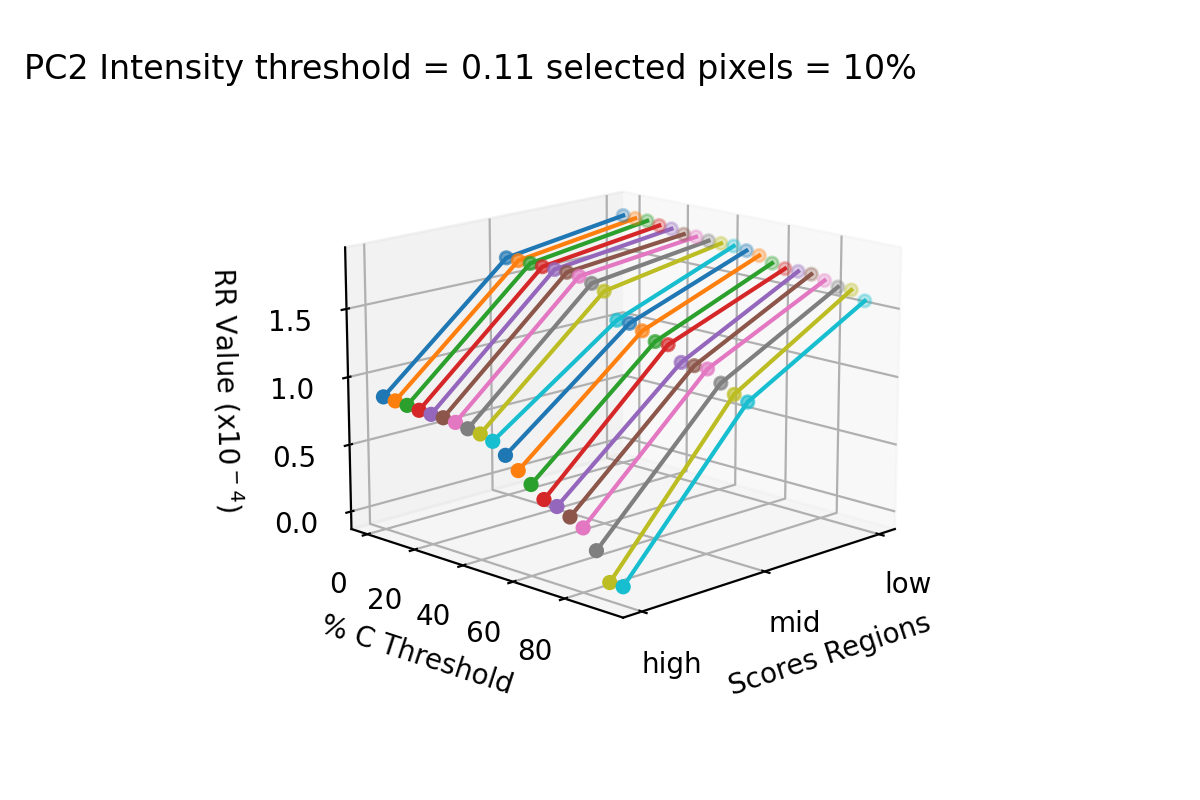 PC2 Intensity threshold = 0.11 selected pixels = 10%
RR Value (x10⁻⁴)
1.5
1.0
0.5
0.0
0
20
40
60
80
% C Threshold
high
mid
low
Scores Regions